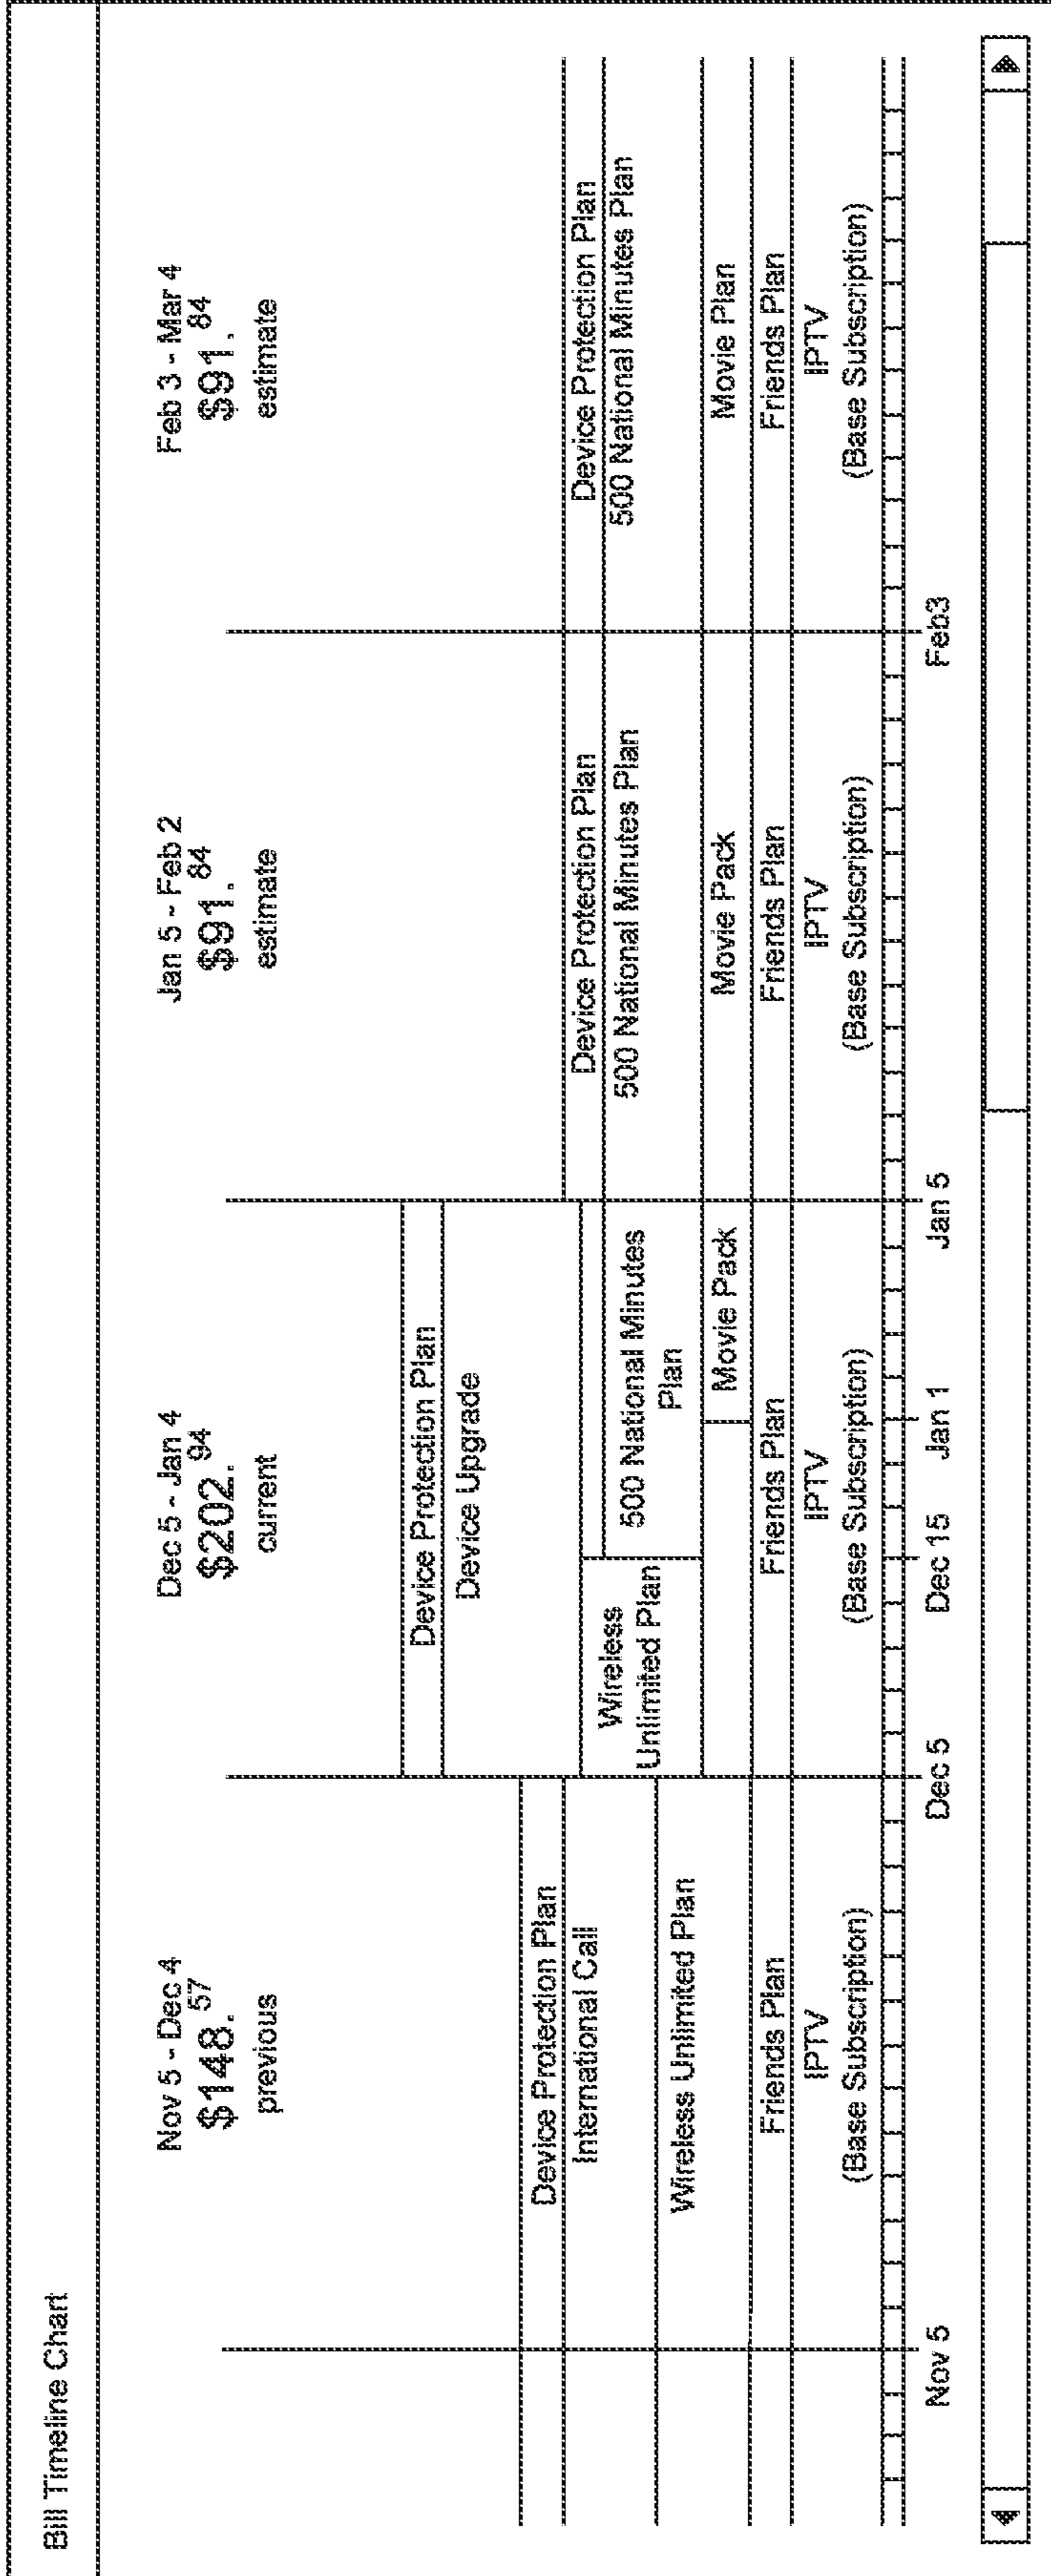 Bill Timeline Chart
Nov 5 - Dec 4
$148.57
previous
Dec 5 - Jan 4
$202.94
current
Jan 5 - Feb 2
$91.84
estimate
Feb 3 - Mar 4
$91.84
estimate
Device Protection Plan
International Call
Wireless Unlimited Plan
Friends Plan
IPTV
(Base Subscription)
Device Protection Plan
Device Upgrade
Wireless
Unlimited Plan
500 National Minutes
Plan
Movie Pack
Friends Plan
IPTV
(Base Subscription)
Device Protection Plan
500 National Minutes Plan
Movie Pack
Friends Plan
IPTV
(Base Subscription)
Device Protection Plan
500 National Minutes Plan
Movie Plan
Friends Plan
IPTV
(Base Subscription)
Nov 5
Dec 5
Dec 15
Jan 1
Jan 5
Feb3